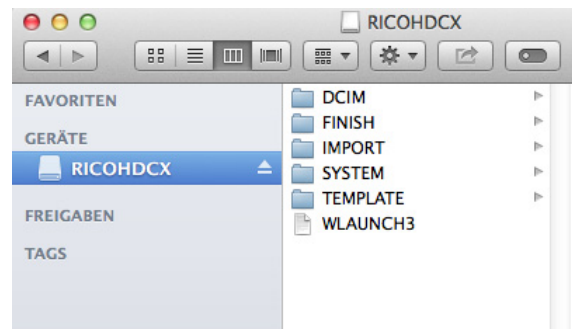 RICOHDCX
FAVORITEN
GERÄTE
RICOHDCX
FREIGABEN
TAGS
DCIM
FINISH
IMPORT
SYSTEM
TEMPLATE
WLAUNCH3